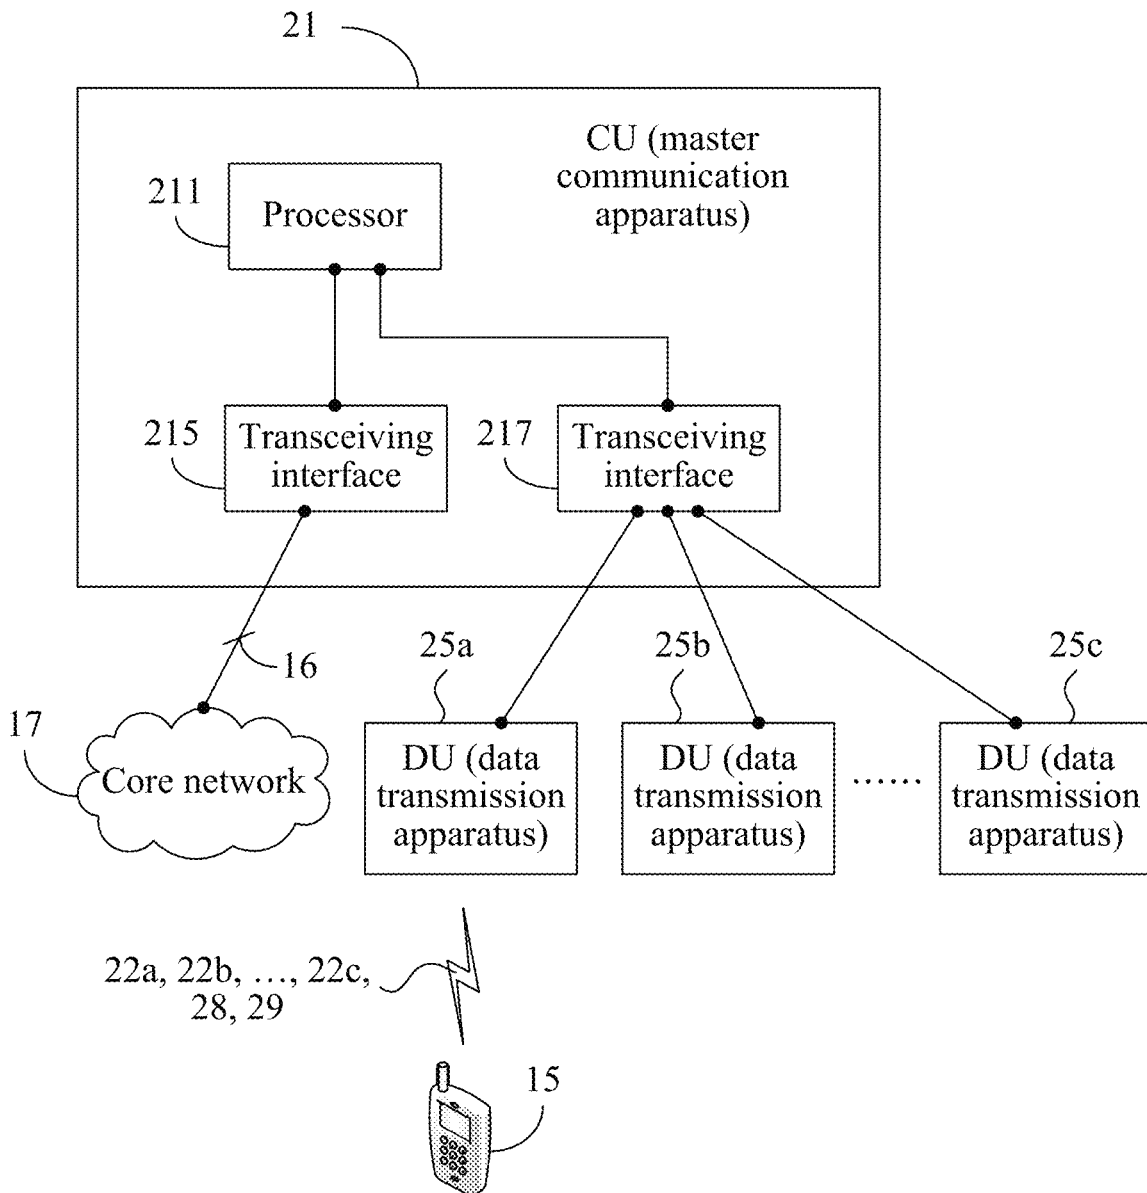 21
CU (master
communication
apparatus)
211
Processor
215
Transceiving
interface
217
Transceiving
interface
16
17
Core network
25a
DU (data
transmission
apparatus)
25b
DU (data
transmission
apparatus)
......
25c
DU (data
transmission
apparatus)
22a, 22b, ..., 22c,
28, 29
15